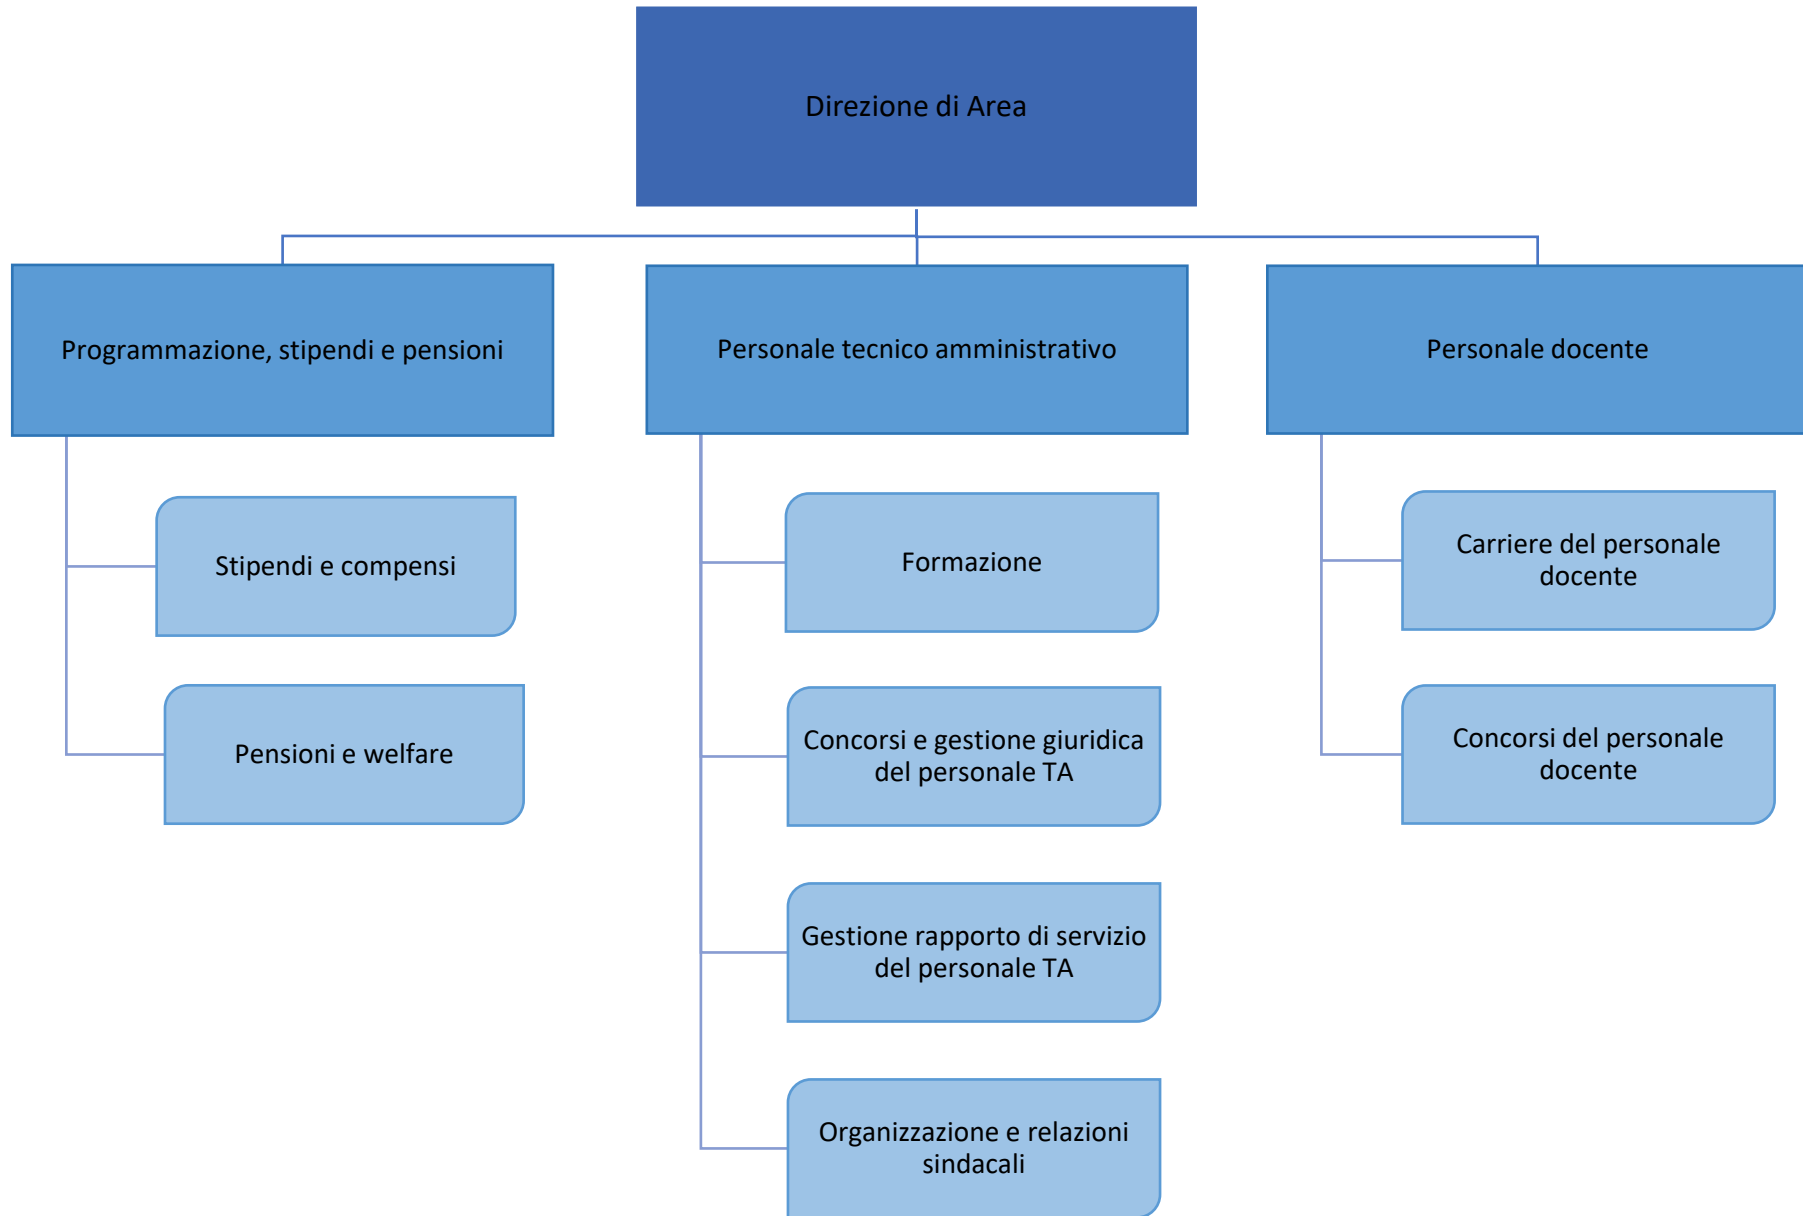 Direzione di Area
Programmazione, stipendi e pensioni
Personale tecnico amministrativo
Personale docente
Stipendi e compensi
Pensioni e welfare
Formazione
Concorsi e gestione giuridica
del personale TA
Gestione rapporto di servizio
del personale TA
Organizzazione e relazioni
sindacali
Carriere del personale
docente
Concorsi del personale
docente